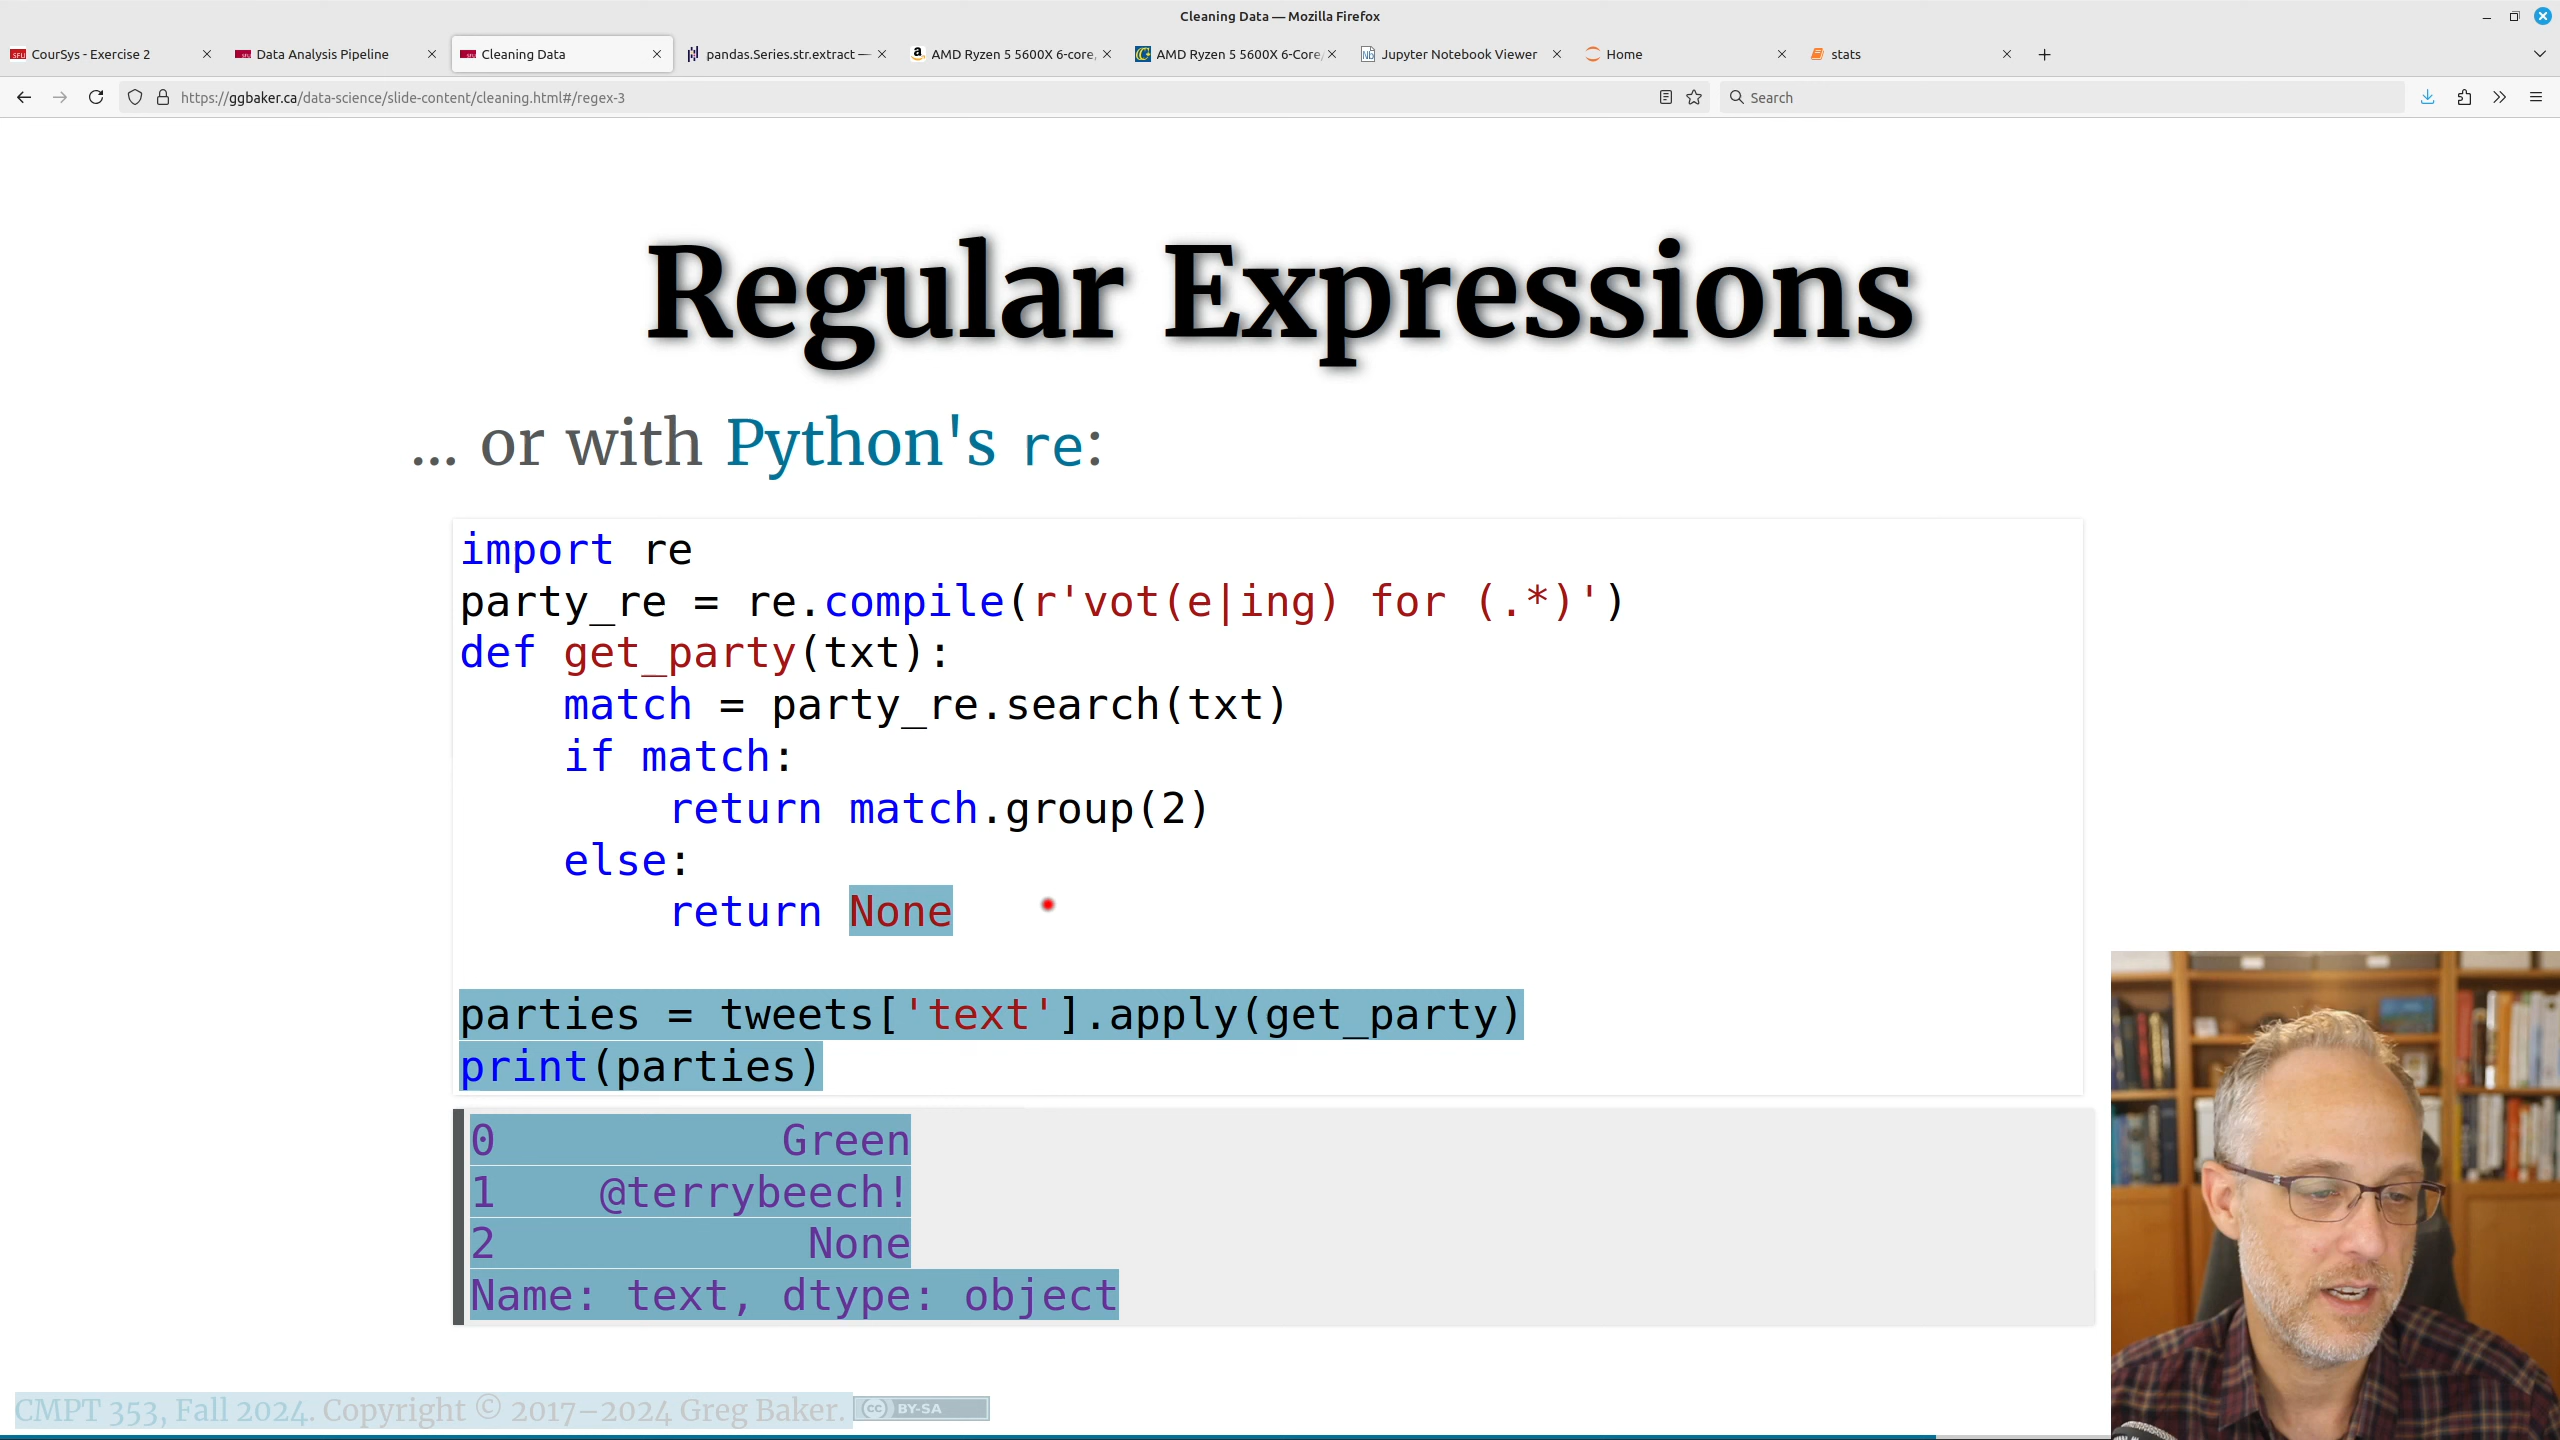 Cleaning Data — Mozilla Firefox
CourSys - Exercise 2
Data Analysis Pipeline
Cleaning Data
pandas.Series.str.extract —
AMD Ryzen 5 5600X 6-core,
AMD Ryzen 5 5600X 6-Core/
Jupyter Notebook Viewer
Home
stats
https://ggbaker.ca/data-science/slide-content/cleaning.html#/regex-3
Search
Regular Expressions
... or with Python's re:
import re
party_re = re.compile(r'vot(e|ing) for (.*)')
def get_party(txt):
    match = party_re.search(txt)
    if match:
        return match.group(2)
    else:
        return None
parties = tweets['text'].apply(get_party)
print(parties)
0           Green
1    @terrybeech!
2            None
Name: text, dtype: object
CMPT 353, Fall 2024. Copyright © 2017–2024 Greg Baker. cc BY-SA